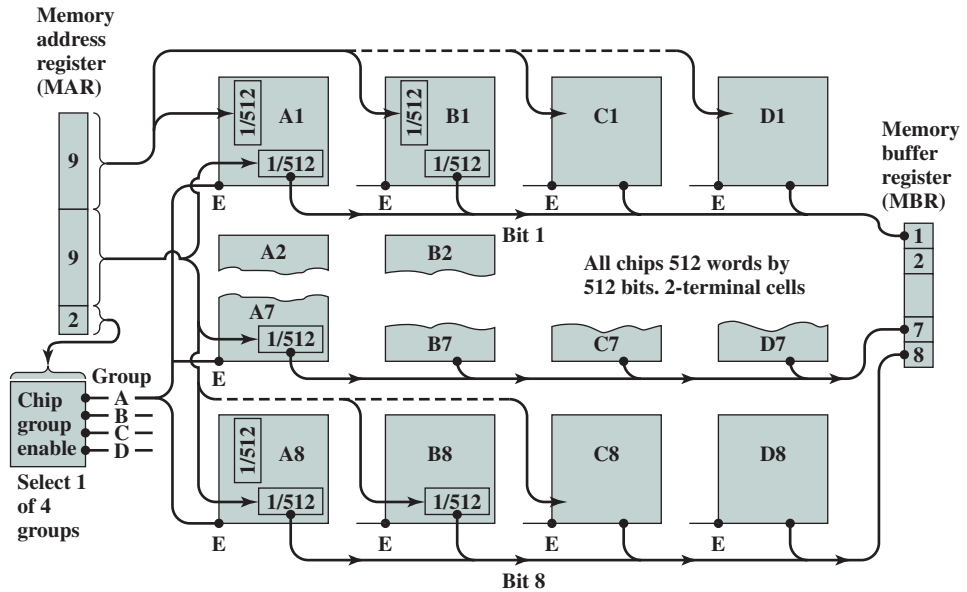 Memory
address
register
(MAR)
9
9
2
Chip
group
enable
Select 1
of 4
groups
Group
A
B
C
D
1/512
A1
1/512
E
1/512
B1
1/512
E
C1
E
D1
E
Bit 1
A2
B2
All chips 512 words by
512 bits. 2-terminal cells
A7
1/512
E
B7
C7
D7
1/512
A8
1/512
E
B8
1/512
E
C8
E
D8
E
Bit 8
Memory
buffer
register
(MBR)
1
2
7
8